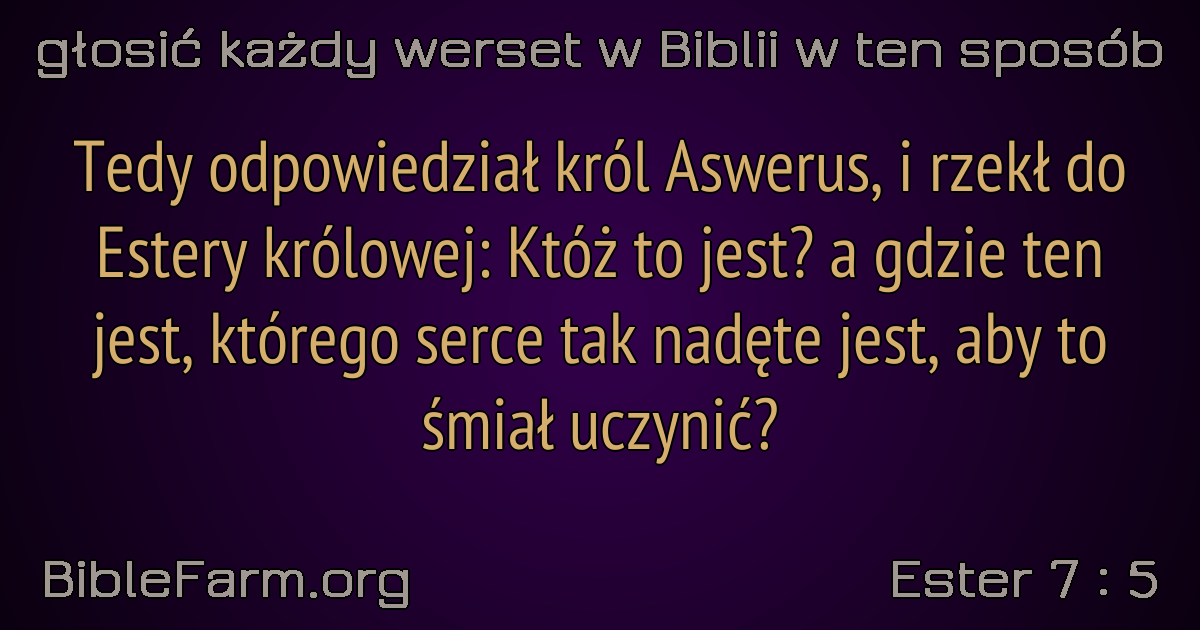 głosić każdy werset w Biblii w ten sposób
Tedy odpowiedział król Aswerus, i rzekł do
Estery królowej: Któż to jest? a gdzie ten
jest, którego serce tak nadęte jest, aby to
śmiał uczynić?
BibleFarm.org
Ester 7 : 5